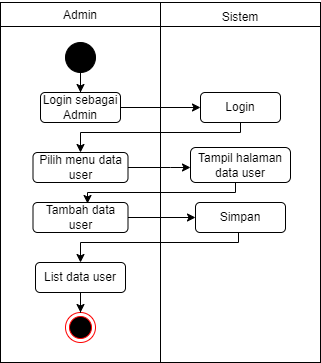 Admin
Sistem
Login sebagai
Admin
Login
Pilih menu data
user
Tampil halaman
data user
Tambah data
user
Simpan
List data user